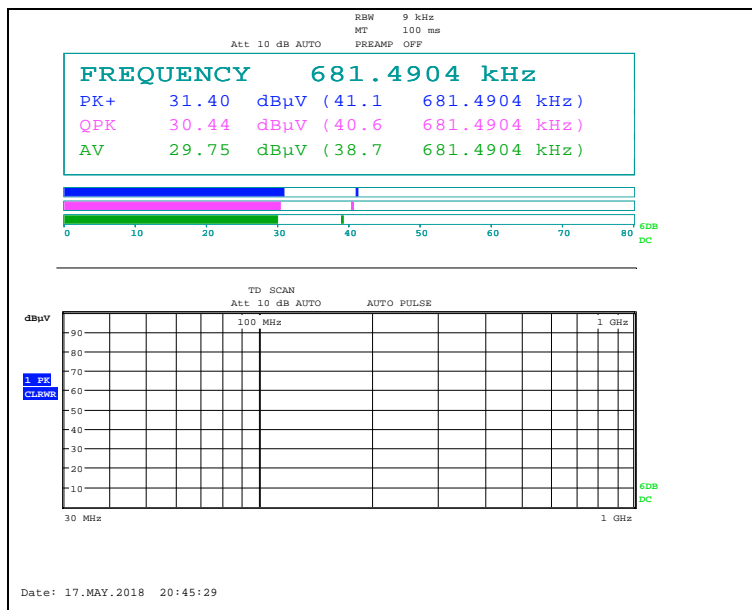 RBW 9 kHz
MT 100 ms
Att 10 dB AUTO PREAMP OFF
FREQUENCY 681.4904 kHz
PK+ 31.40 dBµV (41.1 681.4904 kHz)
QPK 30.44 dBµV (40.6 681.4904 kHz)
AV 29.75 dBµV (38.7 681.4904 kHz)
0 10 20 30 40 50 60 70 80
6DB
DC
TD SCAN
Att 10 dB AUTO AUTO PULSE
dBµV
100 MHz 1 GHz
90
80
70
1 PK
CLRWR
60
50
40
30
20
10
6DB
DC
30 MHz 1 GHz
Date: 17.MAY.2018 20:45:29